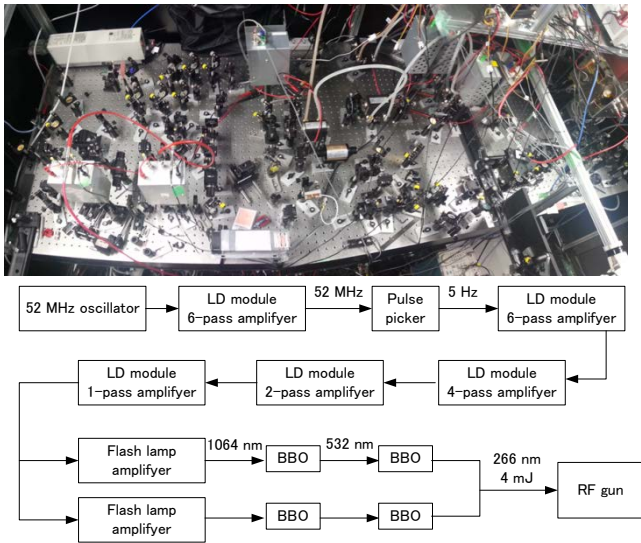 52 MHz oscillator
LD module
6-pass amplifyer
52 MHz
Pulse
picker
5 Hz
LD module
6-pass amplifyer
LD module
1-pass amplifyer
LD module
2-pass amplifyer
LD module
4-pass amplifyer
Flash lamp
amplifyer
1064 nm
BBO
532 nm
BBO
266 nm
4 mJ
RF gun
Flash lamp
amplifyer
BBO
BBO